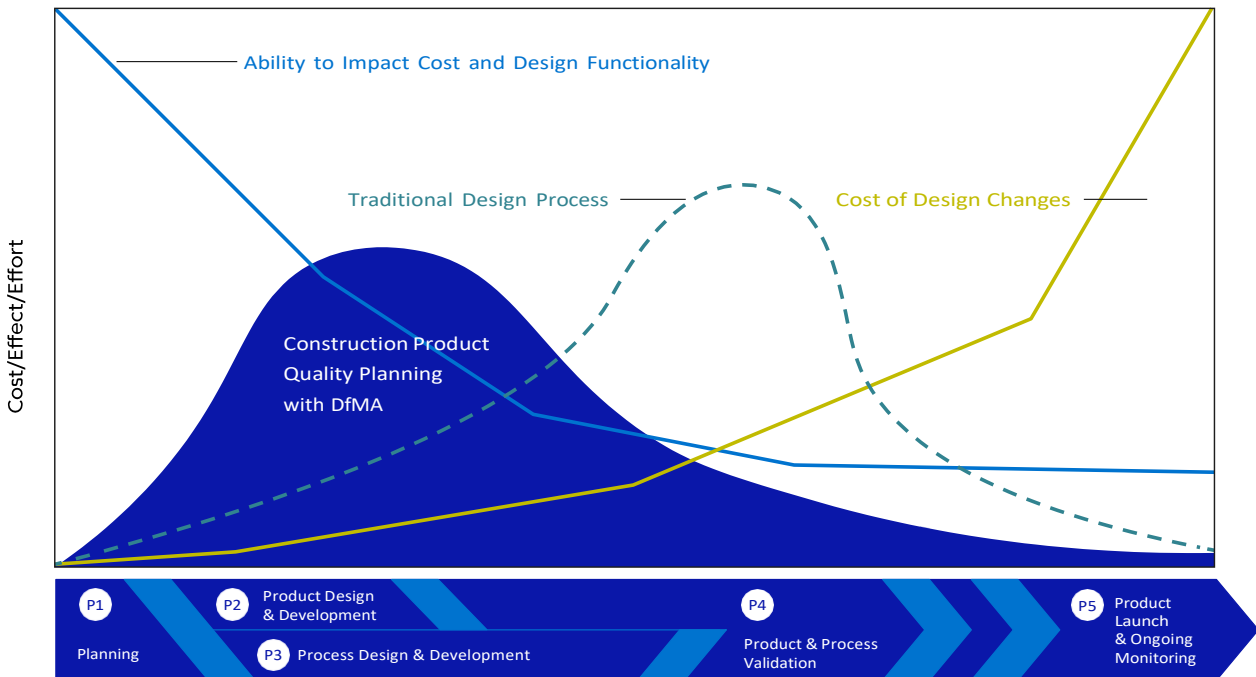 Ability to Impact Cost and Design Functionality
Traditional Design Process
Cost of Design Changes
Cost/Effect/Effort
Construction Product
Quality Planning
with DfMA
P1
Planning
P2
Product Design
& Development
P3
Process Design & Development
P4
Product & Process
Validation
P5
Product
Launch
& Ongoing
Monitoring